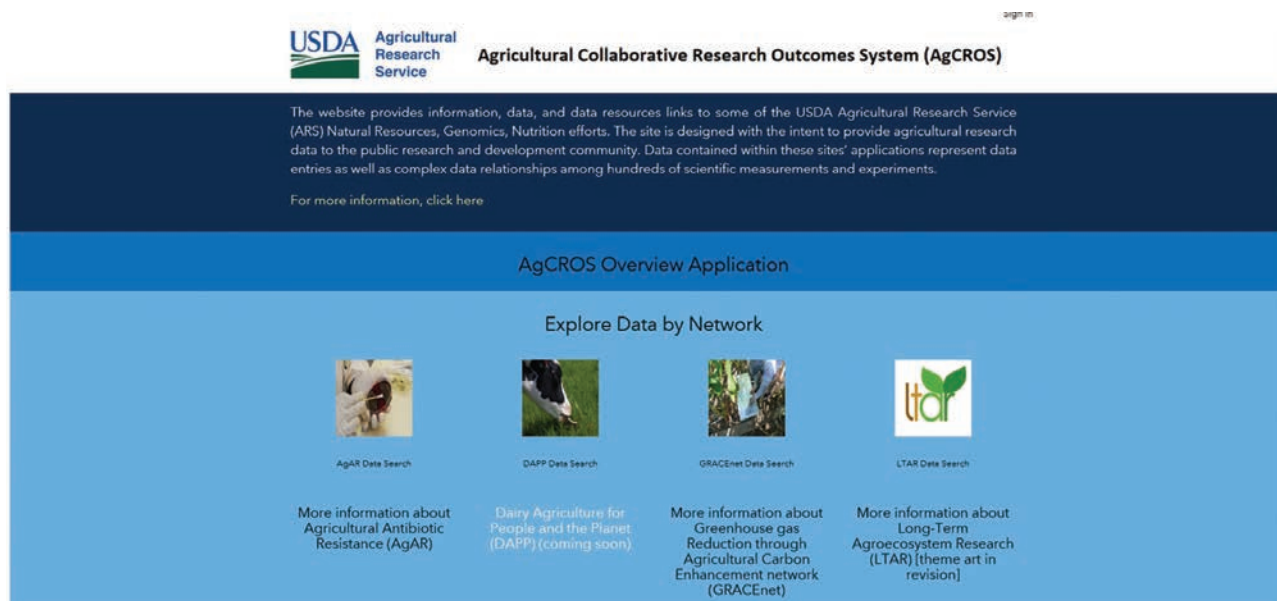 Sign In
USDA
Agricultural
Research
Service
Agricultural Collaborative Research Outcomes System (AgCROS)
The website provides information, data, and data resources links to some of the USDA Agricultural Research Service
(ARS) Natural Resources, Genomics, Nutrition efforts. The site is designed with the intent to provide agricultural research
data to the public research and development community. Data contained within these sites' applications represent data
entries as well as complex data relationships among hundreds of scientific measurements and experiments.
For more information, click here
AgCROS Overview Application
Explore Data by Network
ltar
AgAR Data Search
DAPP Data Search
GRACEnet Data Search
LTAR Data Search
More information about
Agricultural Antibiotic
Resistance (AgAR)
Dairy Agriculture for
People and the Planet
(DAPP) (coming soon)
More information about
Greenhouse gas
Reduction through
Agricultural Carbon
Enhancement network
(GRACEnet)
More information about
Long-Term
Agroecosystem Research
(LTAR) [theme art in
revision]